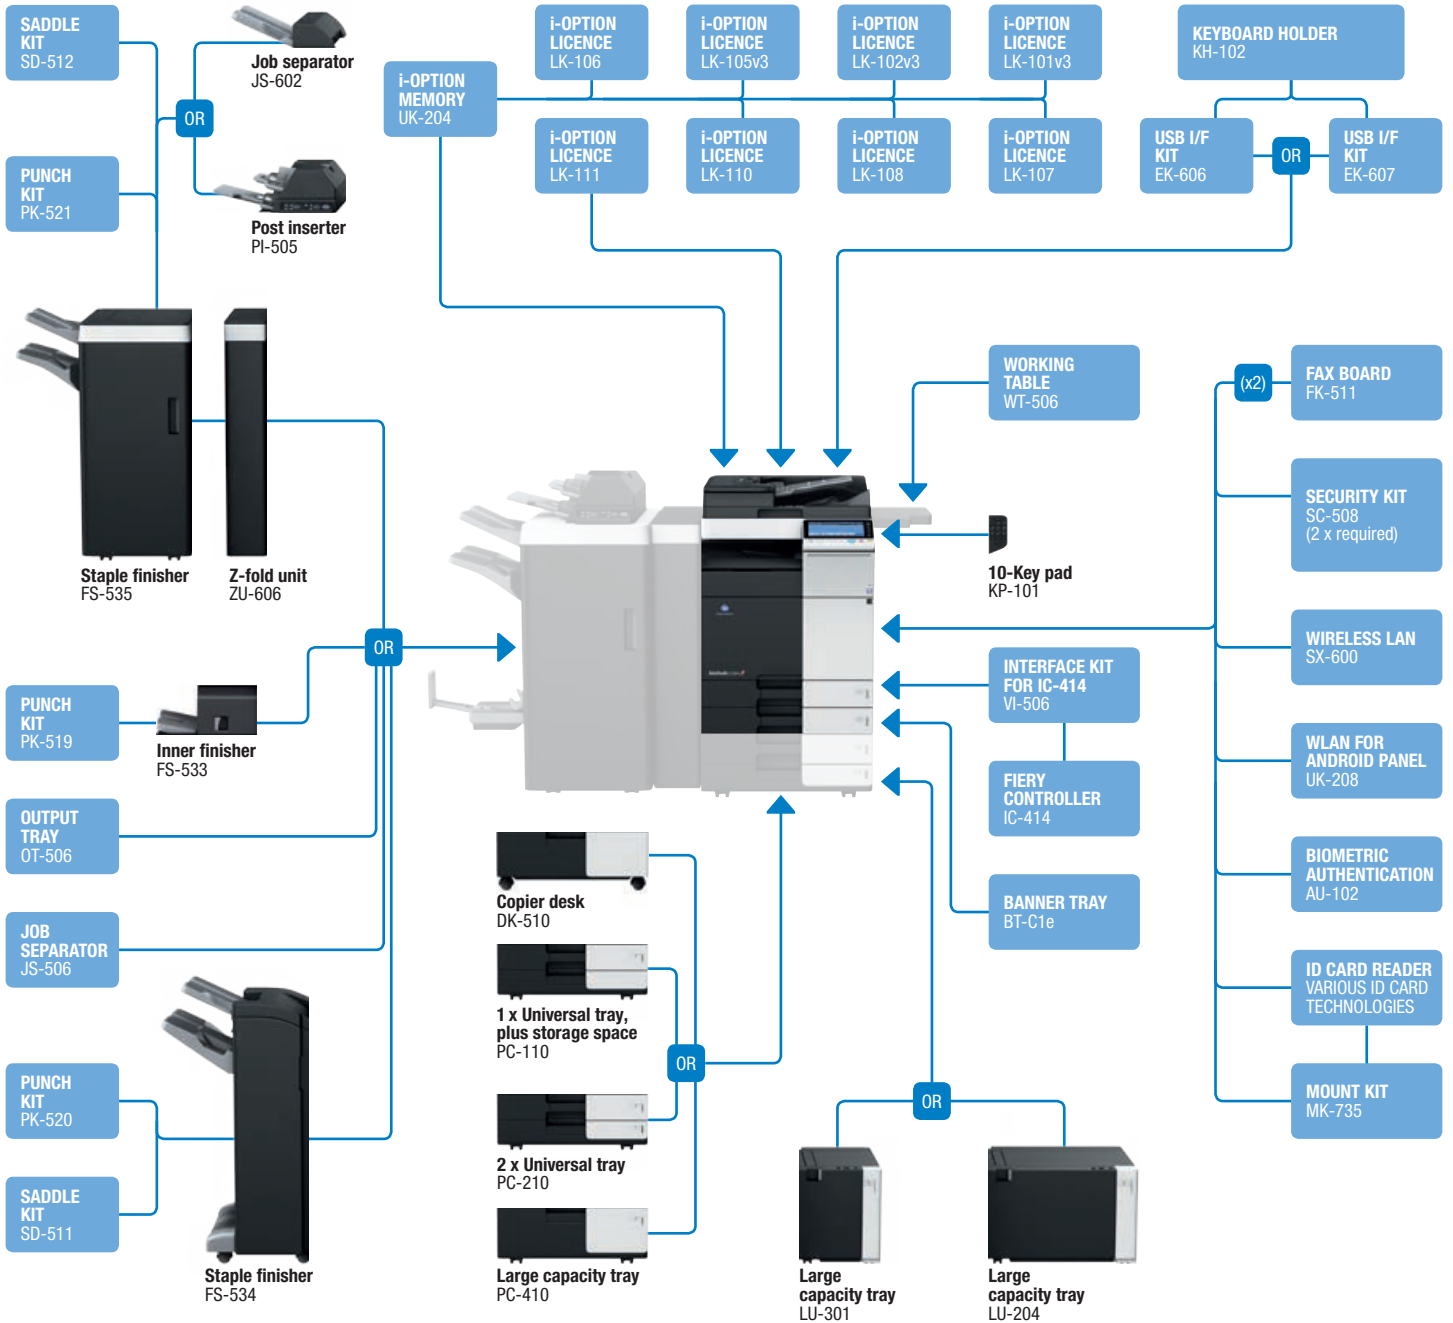 SADDLE
KIT
SD-512
Job separator
JS-602
OR
PUNCH
KIT
PK-521
Post inserter
PI-505
i-OPTION
MEMORY
UK-204
i-OPTION
LICENCE
LK-106
i-OPTION
LICENCE
LK-105v3
i-OPTION
LICENCE
LK-102v3
i-OPTION
LICENCE
LK-101v3
i-OPTION
LICENCE
LK-111
i-OPTION
LICENCE
LK-110
i-OPTION
LICENCE
LK-108
i-OPTION
LICENCE
LK-107
KEYBOARD HOLDER
KH-102
USB I/F
KIT
EK-606
OR
USB I/F
KIT
EK-607
Staple finisher
FS-535
Z-fold unit
ZU-606
OR
PUNCH
KIT
PK-519
Inner finisher
FS-533
OUTPUT
TRAY
OT-506
JOB
SEPARATOR
JS-506
PUNCH
KIT
PK-520
SADDLE
KIT
SD-511
Staple finisher
FS-534
WORKING
TABLE
WT-506
10-Key pad
KP-101
INTERFACE KIT
FOR IC-414
VI-506
FIERY
CONTROLLER
IC-414
BANNER TRAY
BT-C1e
Copier desk
DK-510
1 x Universal tray,
plus storage space
PC-110
OR
2 x Universal tray
PC-210
Large capacity tray
PC-410
OR
Large
capacity tray
LU-301
Large
capacity tray
LU-204
(x2)
FAX BOARD
FK-511
SECURITY KIT
SC-508
(2 x required)
WIRELESS LAN
SX-600
WLAN FOR
ANDROID PANEL
UK-208
BIOMETRIC
AUTHENTICATION
AU-102
ID CARD READER
VARIOUS ID CARD
TECHNOLOGIES
MOUNT KIT
MK-735